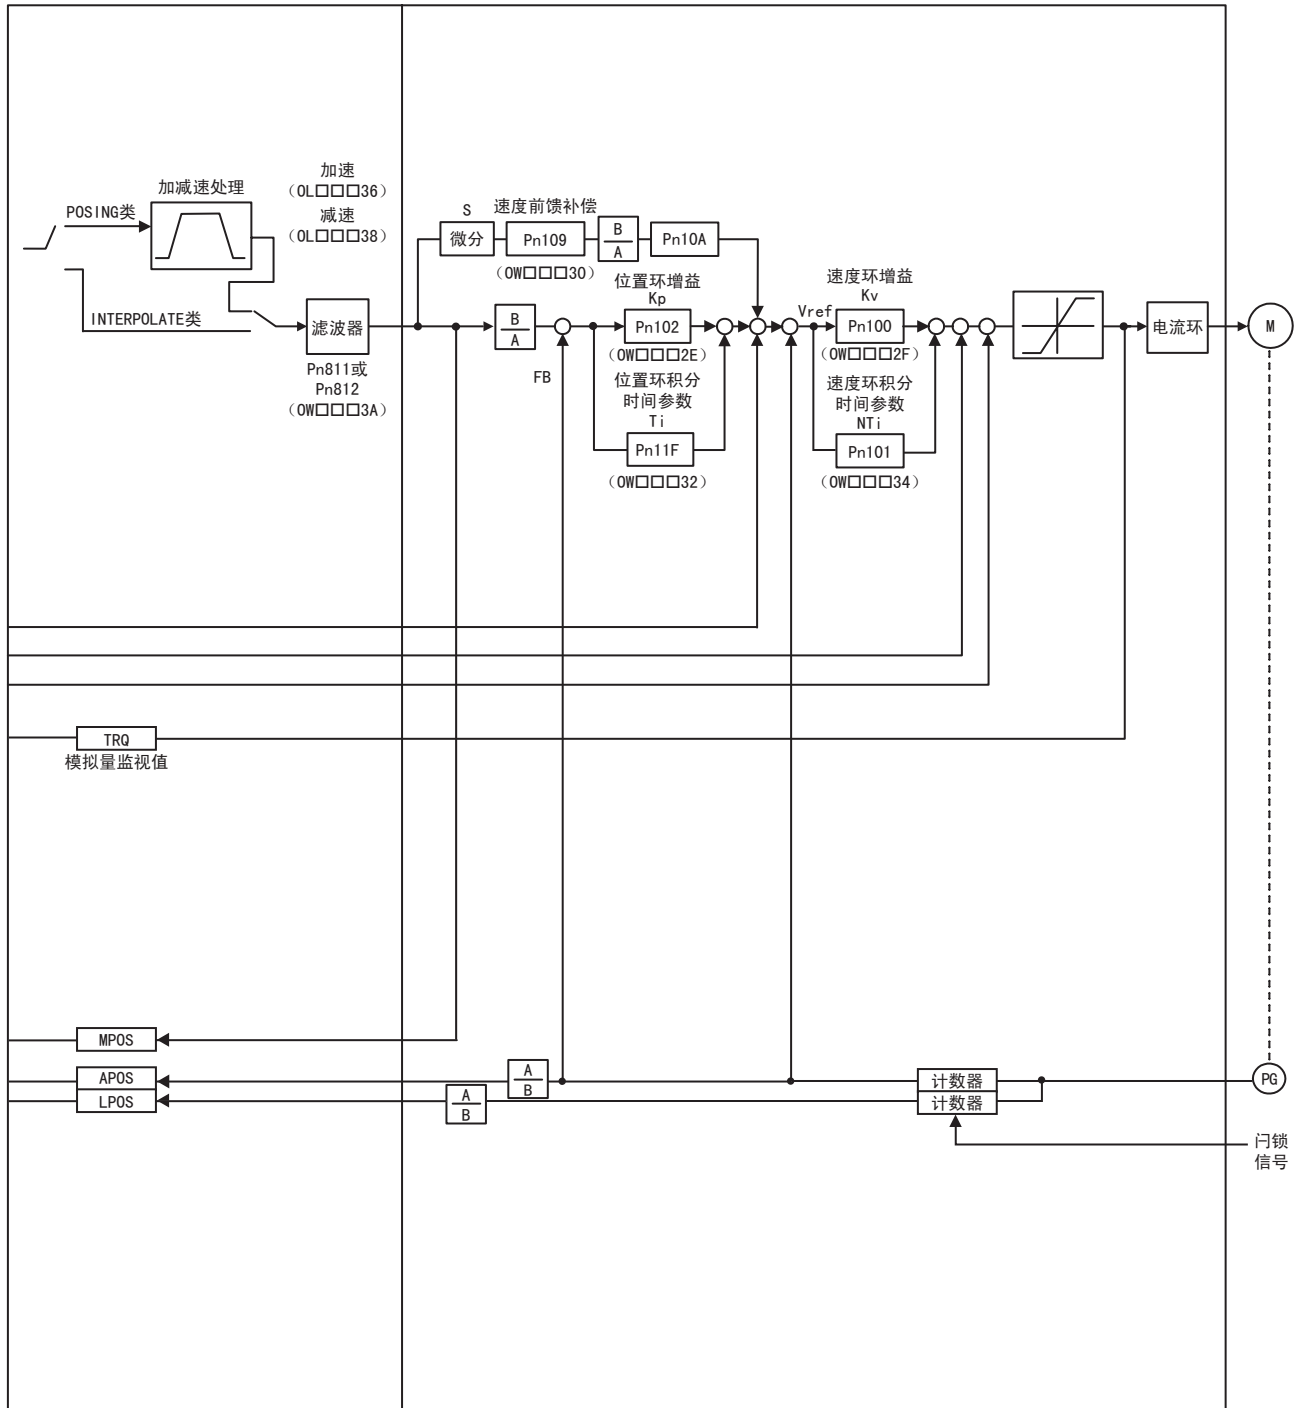 加速
(OL□□□36)
减速
(OL□□□38)
加减速处理
POSING类
INTERPOLATE类
滤波器
Pn811或
Pn812
(OW□□□3A)
S
微分
速度前馈补偿
Pn109
(OW□□□30)
B
A
Pn10A
B
A
FB
位置环增益
Kp
Pn102
(OW□□□2E)
位置环积分
时间参数
Ti
Pn11F
(OW□□□32)
Vref
速度环增益
Kv
Pn100
(OW□□□2F)
速度环积分
时间参数
NTi
Pn101
(OW□□□34)
电流环
M
TRQ
模拟量监视值
MPOS
APOS
LPOS
A
B
A
B
计数器
计数器
PG
闩锁
信号